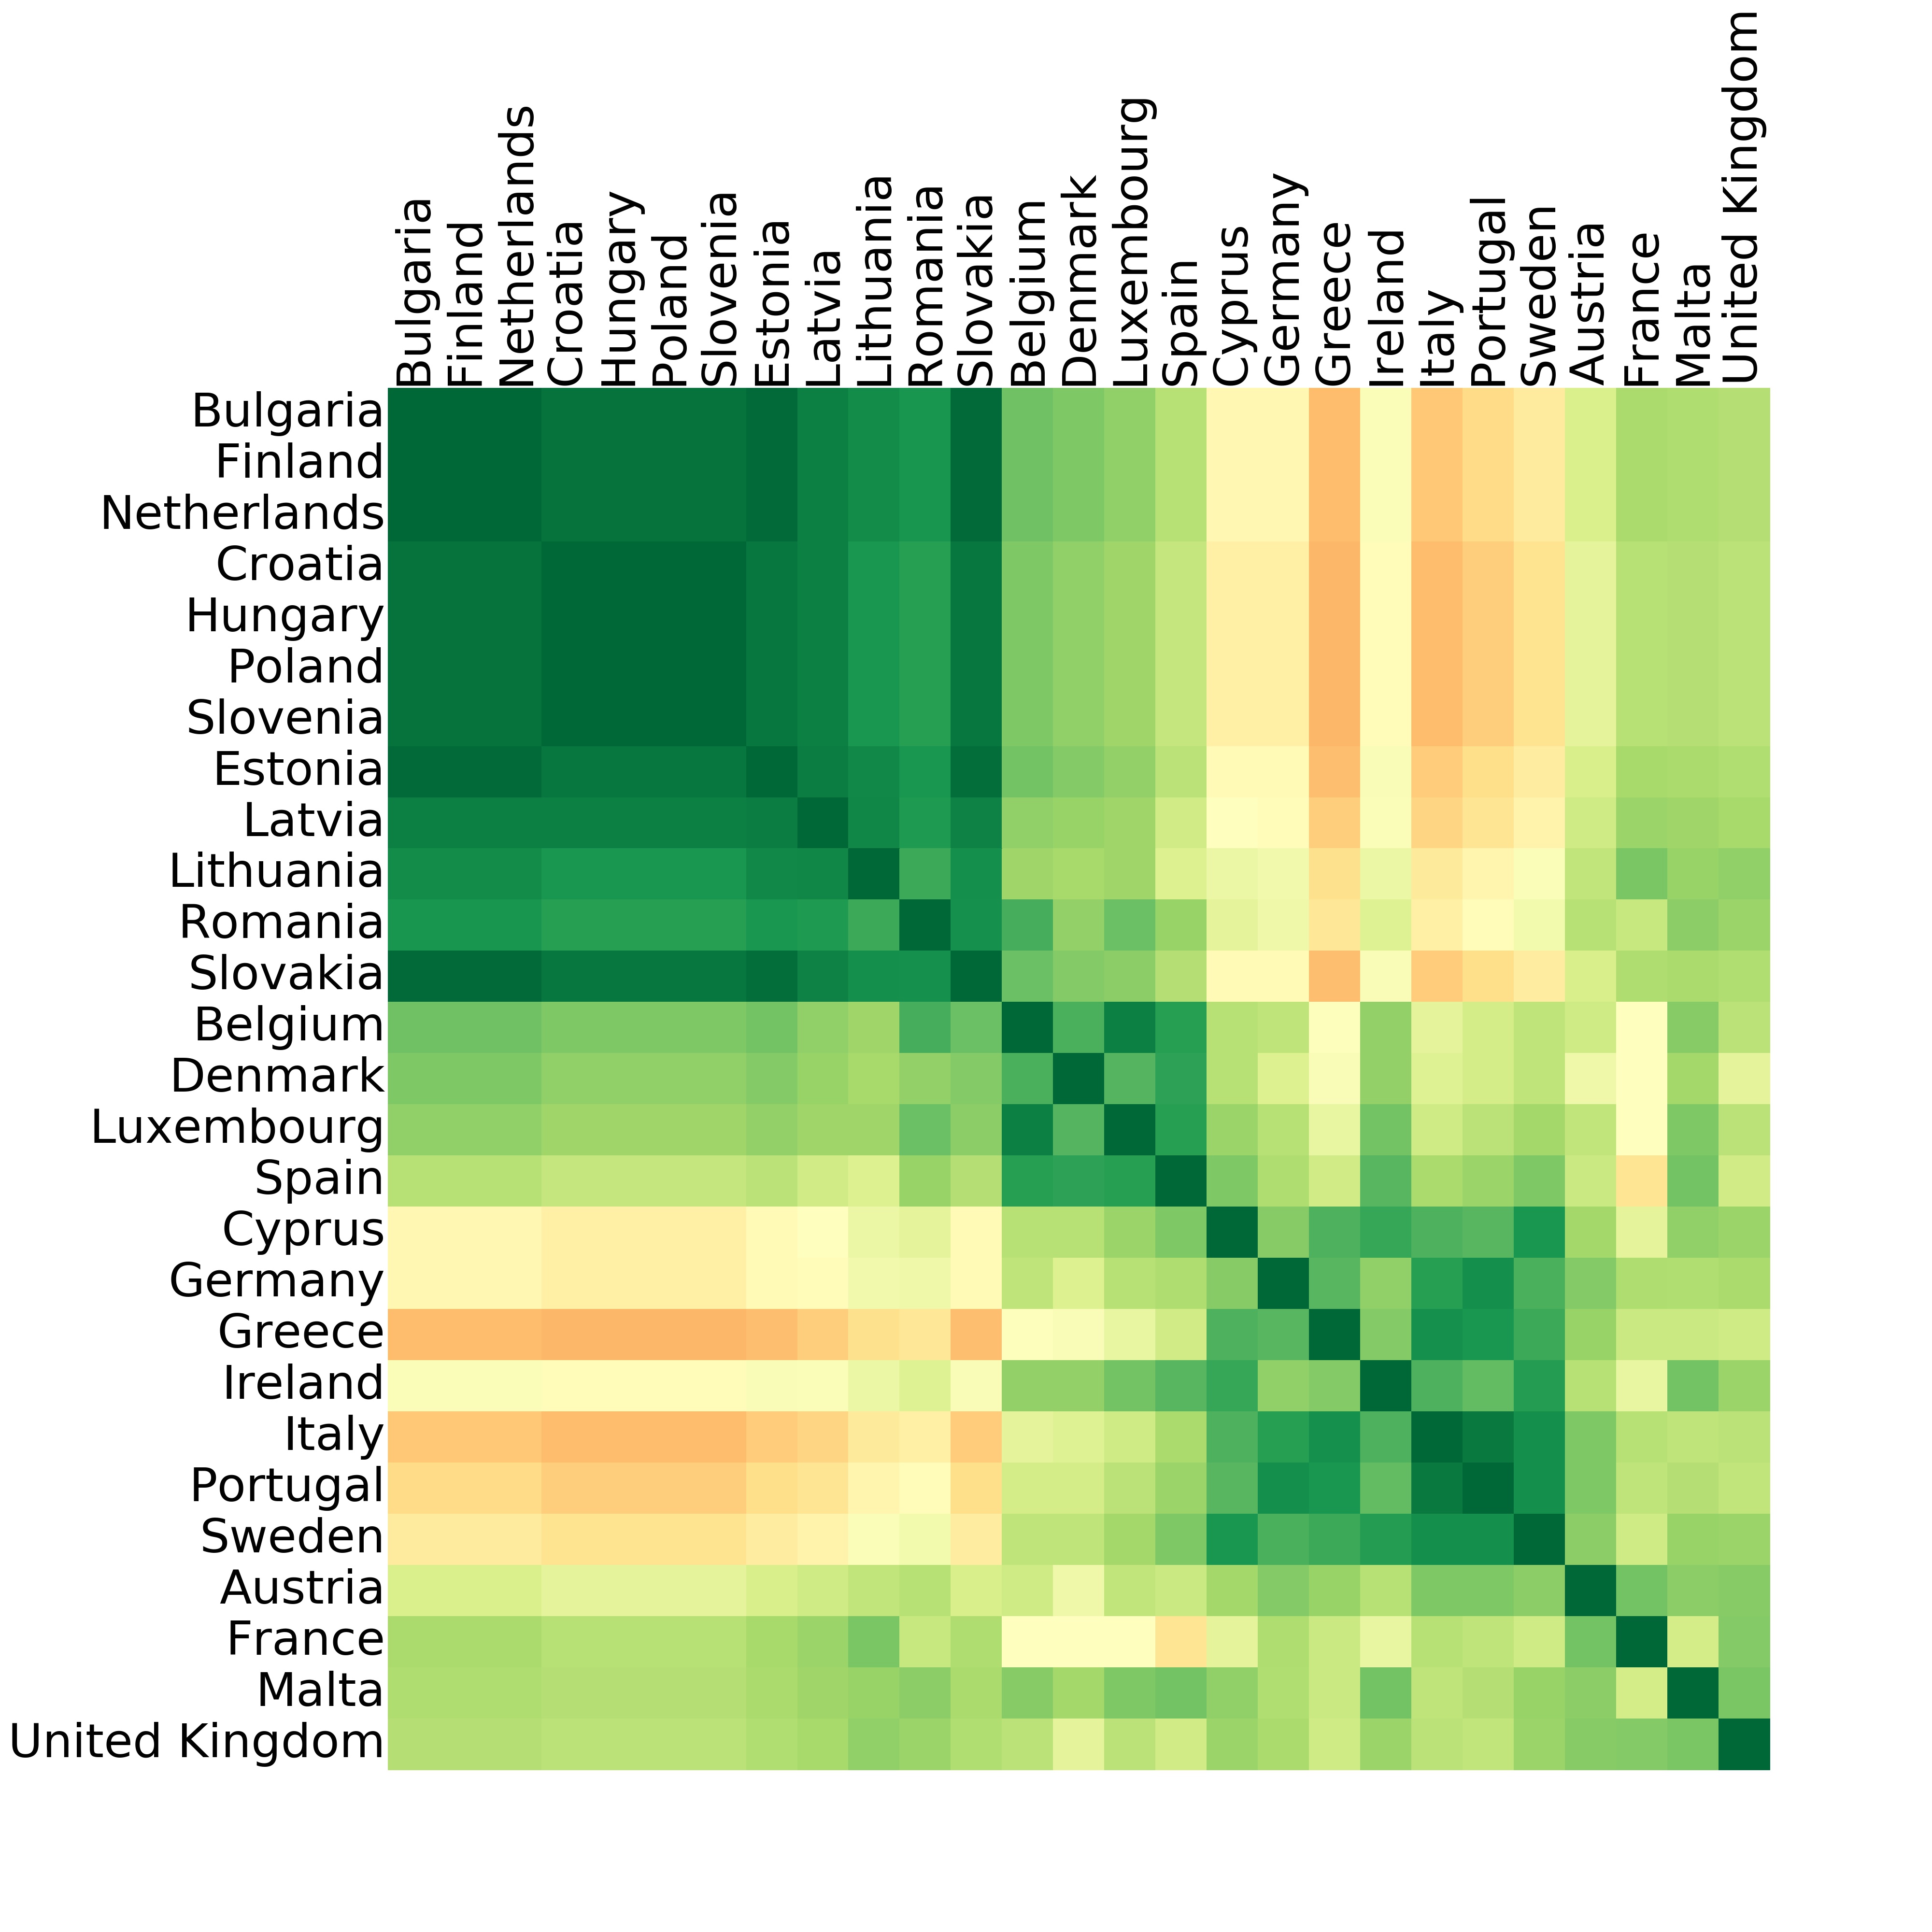 Bulgaria
Finland
Netherlands
Croatia
Hungary
Poland
Slovenia
Estonia
Latvia
Lithuania
Romania
Slovakia
Belgium
Denmark
Luxembourg
Spain
Cyprus
Germany
Greece
Ireland
Italy
Portugal
Sweden
Austria
France
Malta
United Kingdom
Bulgaria
Finland
Netherlands
Croatia
Hungary
Poland
Slovenia
Estonia
Latvia
Lithuania
Romania
Slovakia
Belgium
Denmark
Luxembourg
Spain
Cyprus
Germany
Greece
Ireland
Italy
Portugal
Sweden
Austria
France
Malta
United Kingdom